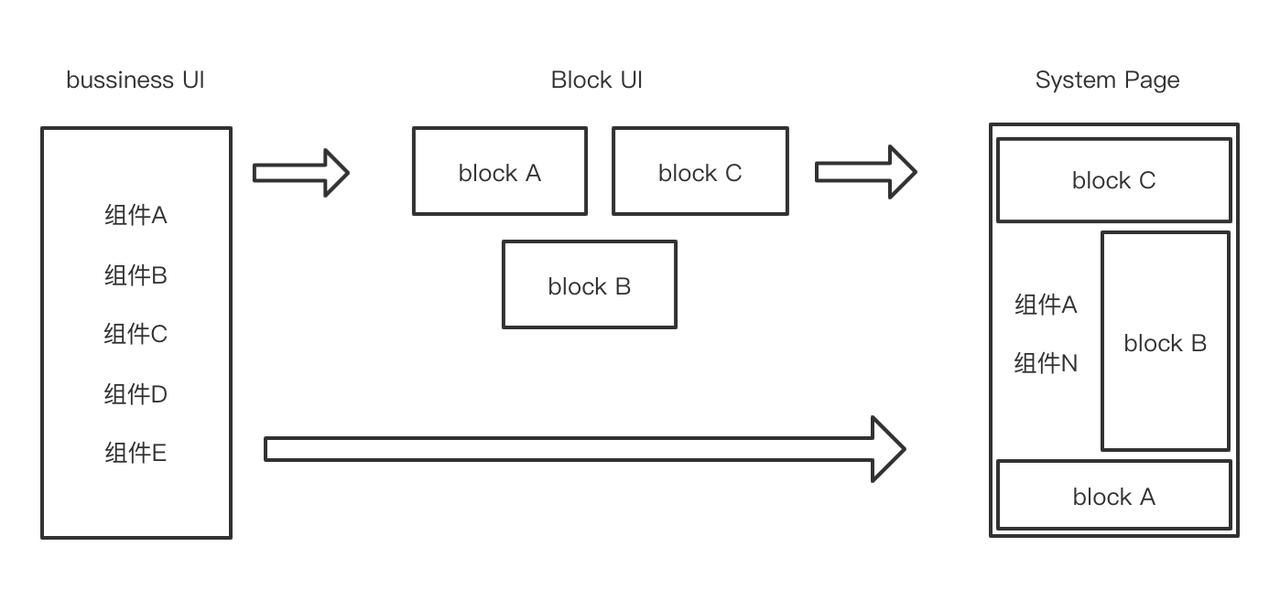 bussiness UI
组件A
组件B
组件C
组件D
组件E
Block UI
block A
block C
block B
System Page
block C
组件A
组件N
block B
block A